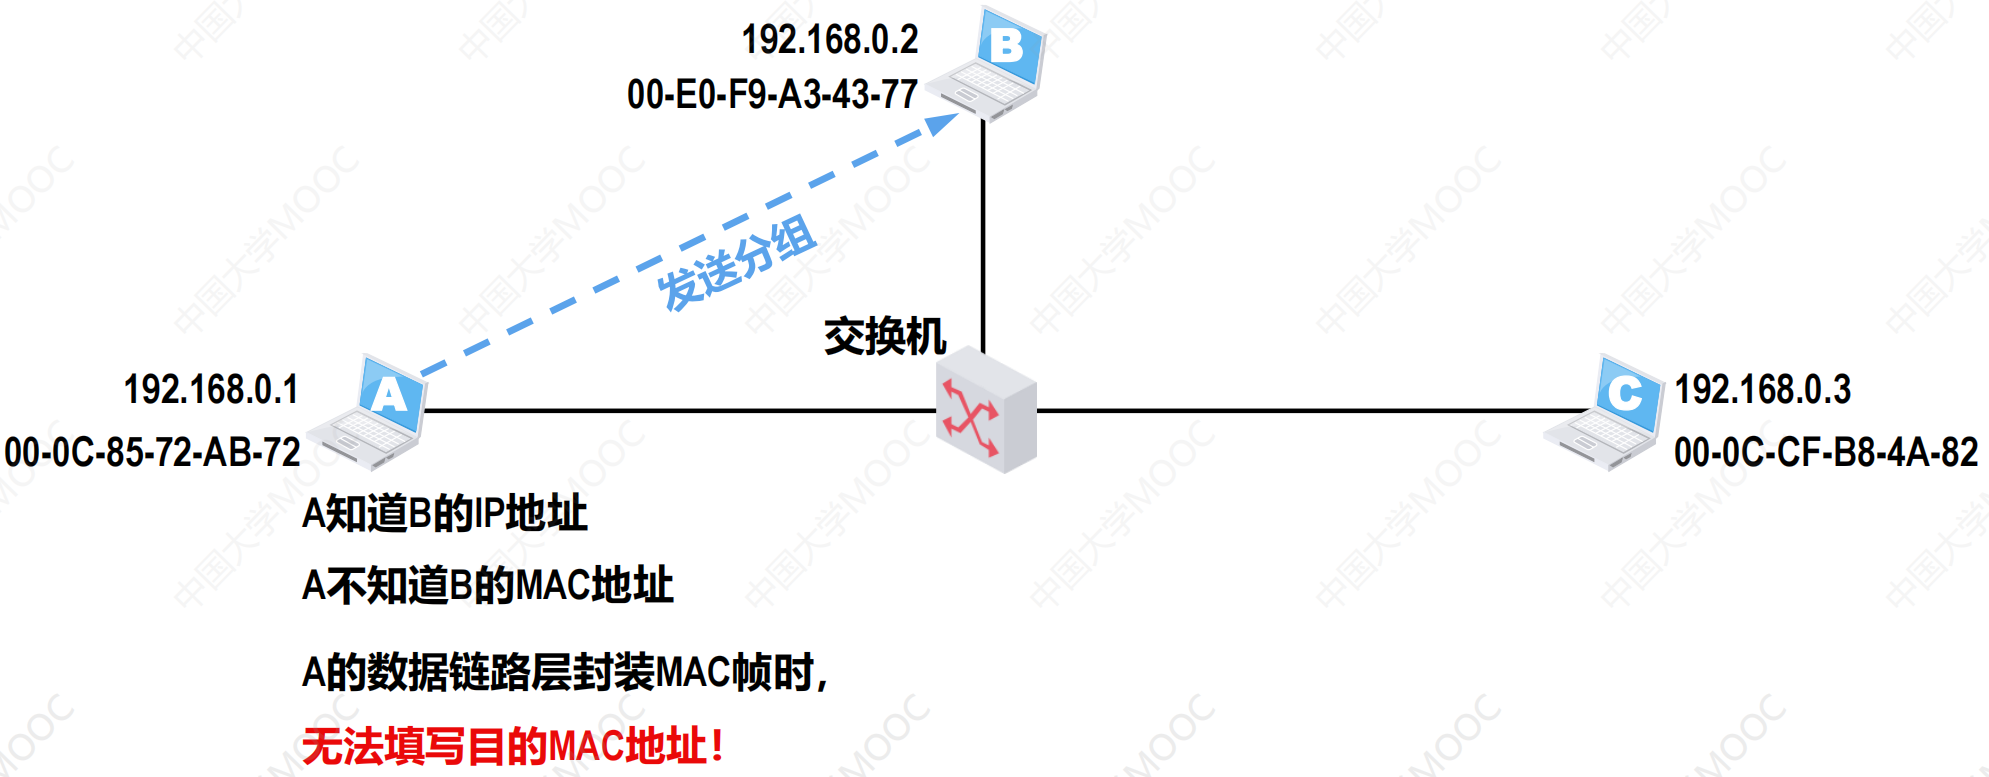 192.168.0.2
00-E0-F9-A3-43-77
B
发送分组
交换机
192.168.0.1
00-0C-85-72-AB-72
A
C
192.168.0.3
00-0C-CF-B8-4A-82
A知道B的IP地址
A不知道B的MAC地址
A的数据链路层封装MAC帧时,
无法填写目的MAC地址!
中国大学MOOC